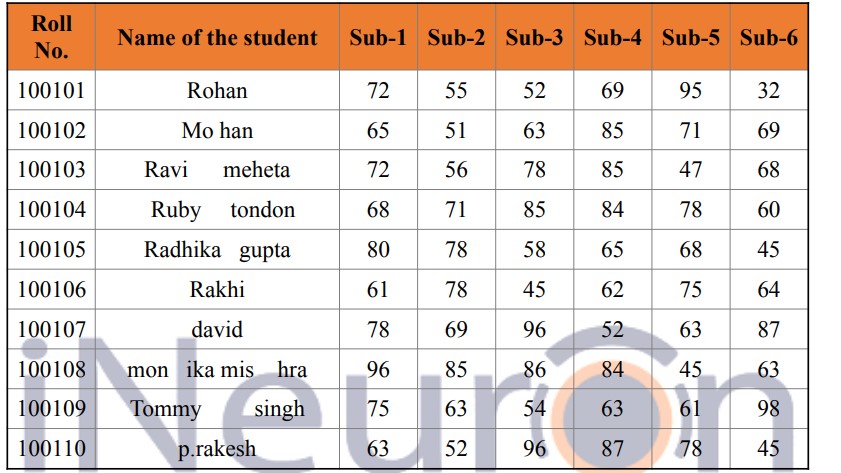 Roll No. Name of the student Sub-1 Sub-2 Sub-3 Sub-4 Sub-5 Sub-6
100101 Rohan 72 55 52 69 95 32
100102 Mo han 65 51 63 85 71 69
100103 Ravi meheta 72 56 78 85 47 68
100104 Ruby tondon 68 71 85 84 78 60
100105 Radhika gupta 80 78 58 65 68 45
100106 Rakhi 61 78 45 62 75 64
100107 david 78 69 96 52 63 87
100108 mon ika mis hra 96 85 86 84 45 63
100109 Tommy singh 75 63 54 63 61 98
100110 p.rakesh 63 52 96 87 78 45
iNeuron